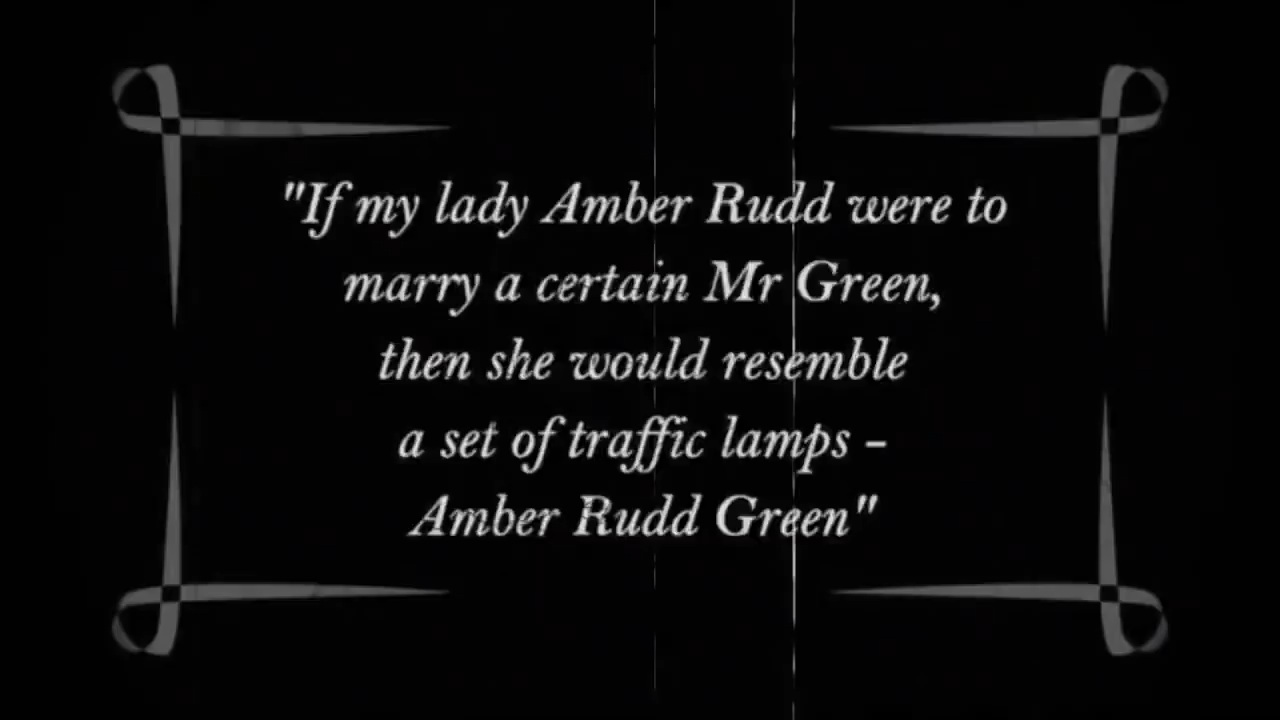 "If my lady Amber Rudd were to
marry a certain Mr Green,
then she would resemble
a set of traffic lamps -
Amber Rudd Green"